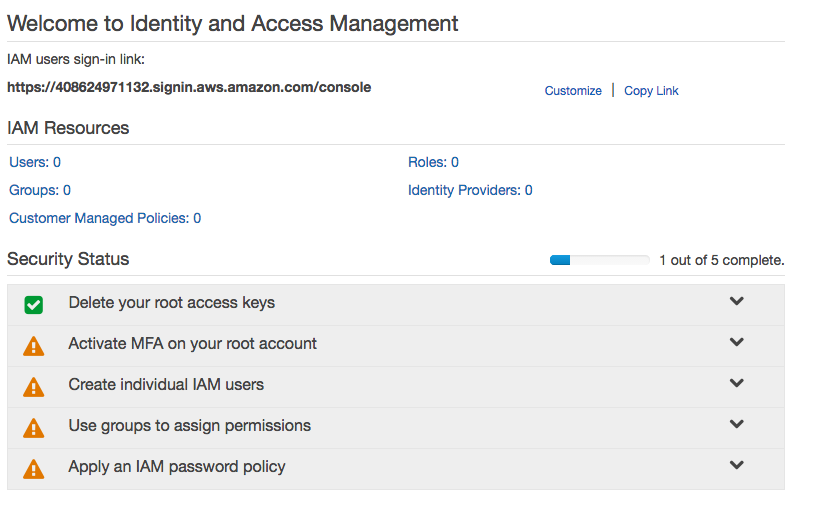 Welcome to Identity and Access Management
IAM users sign-in link:
https://408624971132.signin.aws.amazon.com/console
Customize | Copy Link
IAM Resources
Users: 0
Roles: 0
Groups: 0
Identity Providers: 0
Customer Managed Policies: 0
Security Status
1 out of 5 complete.
Delete your root access keys
Activate MFA on your root account
Create individual IAM users
Use groups to assign permissions
Apply an IAM password policy